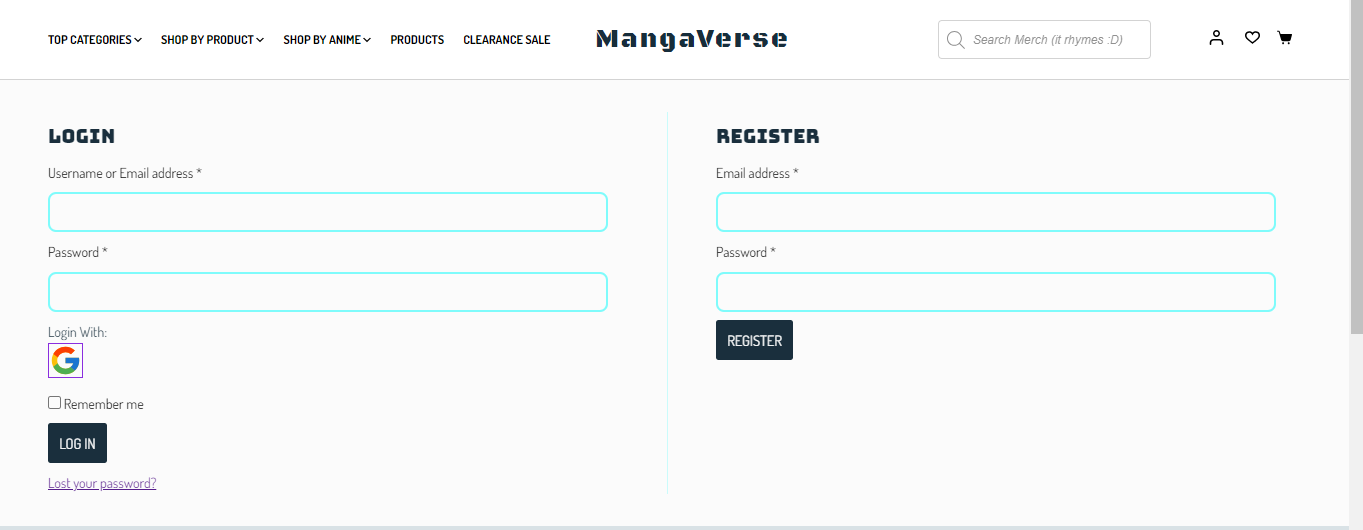 TOP CATEGORIES SHOP BY PRODUCT SHOP BY ANIME PRODUCTS CLEARANCE SALE MangaVerse Search Merch (it rhymes :D)
LOGIN
Username or Email address *
Password *
Login With:
G
Remember me
LOG IN
Lost your password?
REGISTER
Email address *
Password *
REGISTER